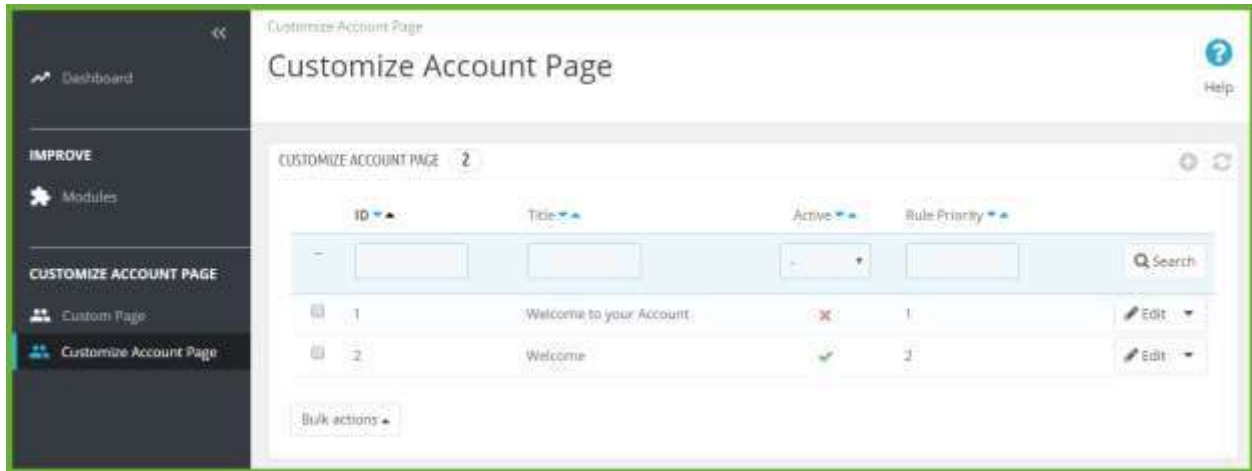 Customize Account Page
Dashboard
Customize Account Page
Help
IMPROVE
CUSTOMIZE ACCOUNT PAGE 2
Modules
ID Title Active Rule Priority
-- - Search
CUSTOMIZE ACCOUNT PAGE
Custom Page
1 Welcome to your Account 1 Edit
Customize Account Page
2 Welcome 2 Edit
Bulk actions